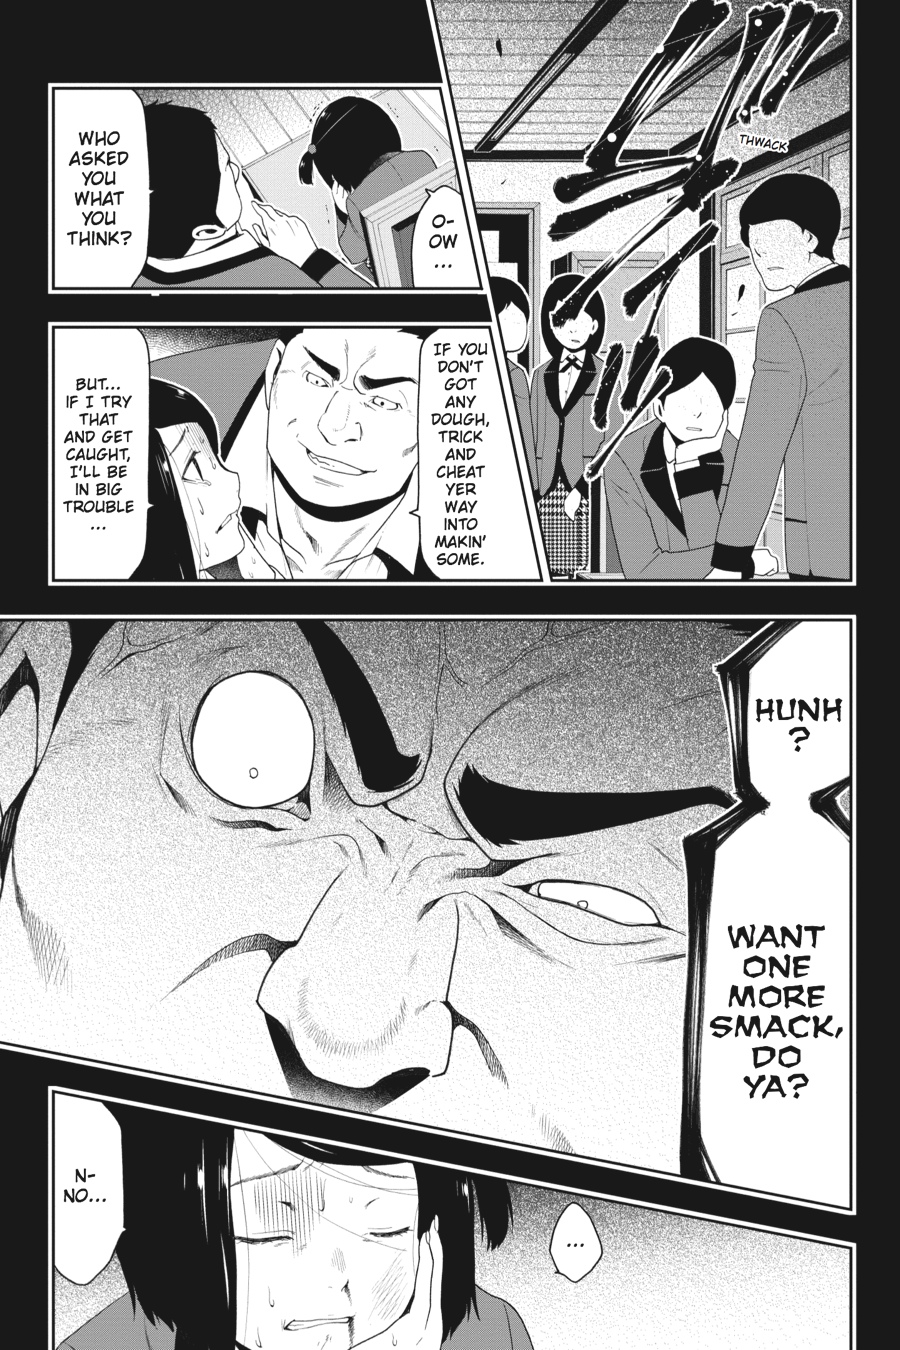 THWACK
O-
OW
...
WHO
ASKED
YOU
WHAT
YOU
THINK?
IF YOU
DON'T
GOT
ANY
DOUGH,
TRICK
AND
CHEAT
YER
WAY
INTO
MAKIN'
SOME.
BUT...
IF I TRY
THAT
AND GET
CAUGHT,
I'LL BE
IN BIG
TROUBLE
...
HUNH
?
WANT
ONE
MORE
SMACK,
DO
YA?
...
N-
NO...